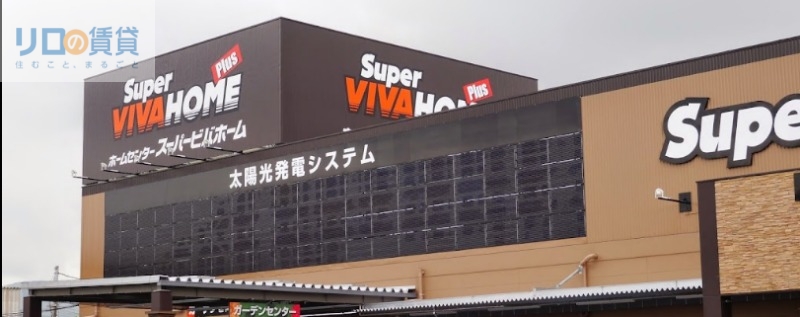 リロの賃貸
住むこと、まるごと
Super
VIVAHOME
Plus
ホームセンター スーパービバホーム
Super
VIVAHOME
Plus
Supe
太陽光発電システム
ガーデンセンター